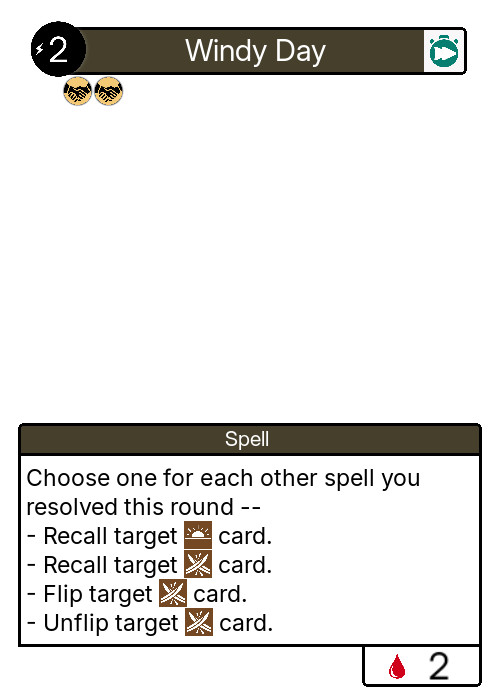 2 Windy Day
Spell
Choose one for each other spell you
resolved this round --
- Recall target card.
- Recall target card.
- Flip target card.
- Unflip target card.
2